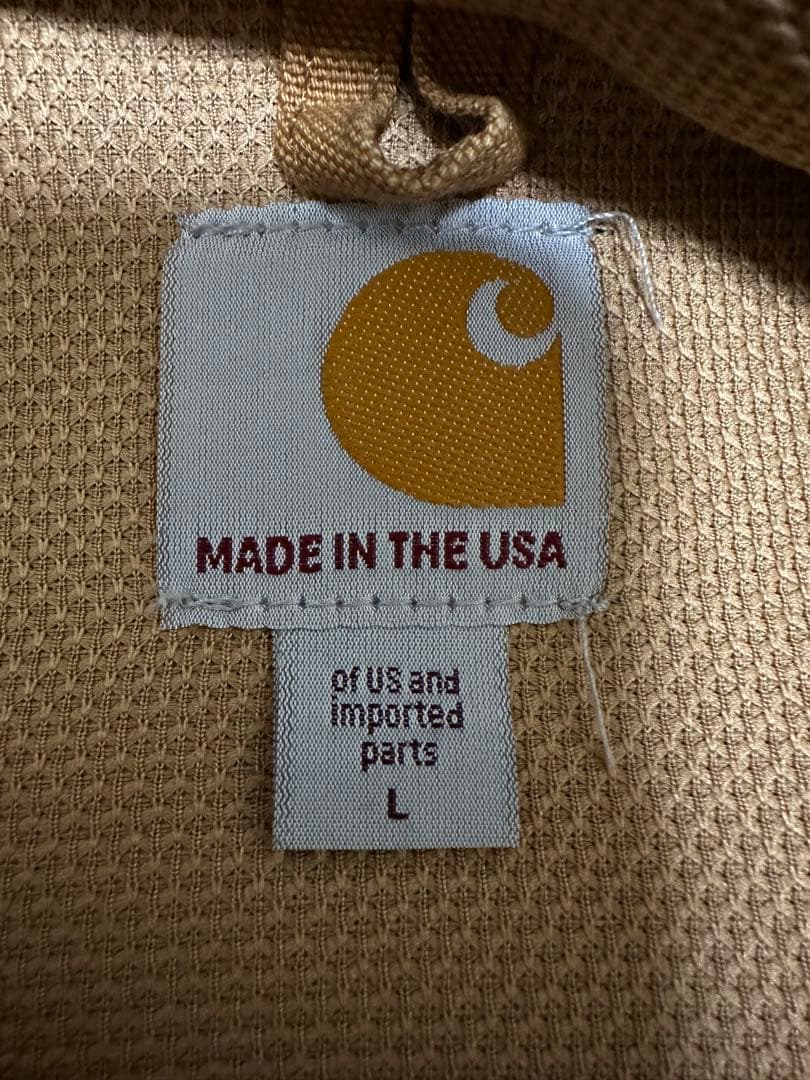 MADE IN THE USA
of US and
imported
parts
L